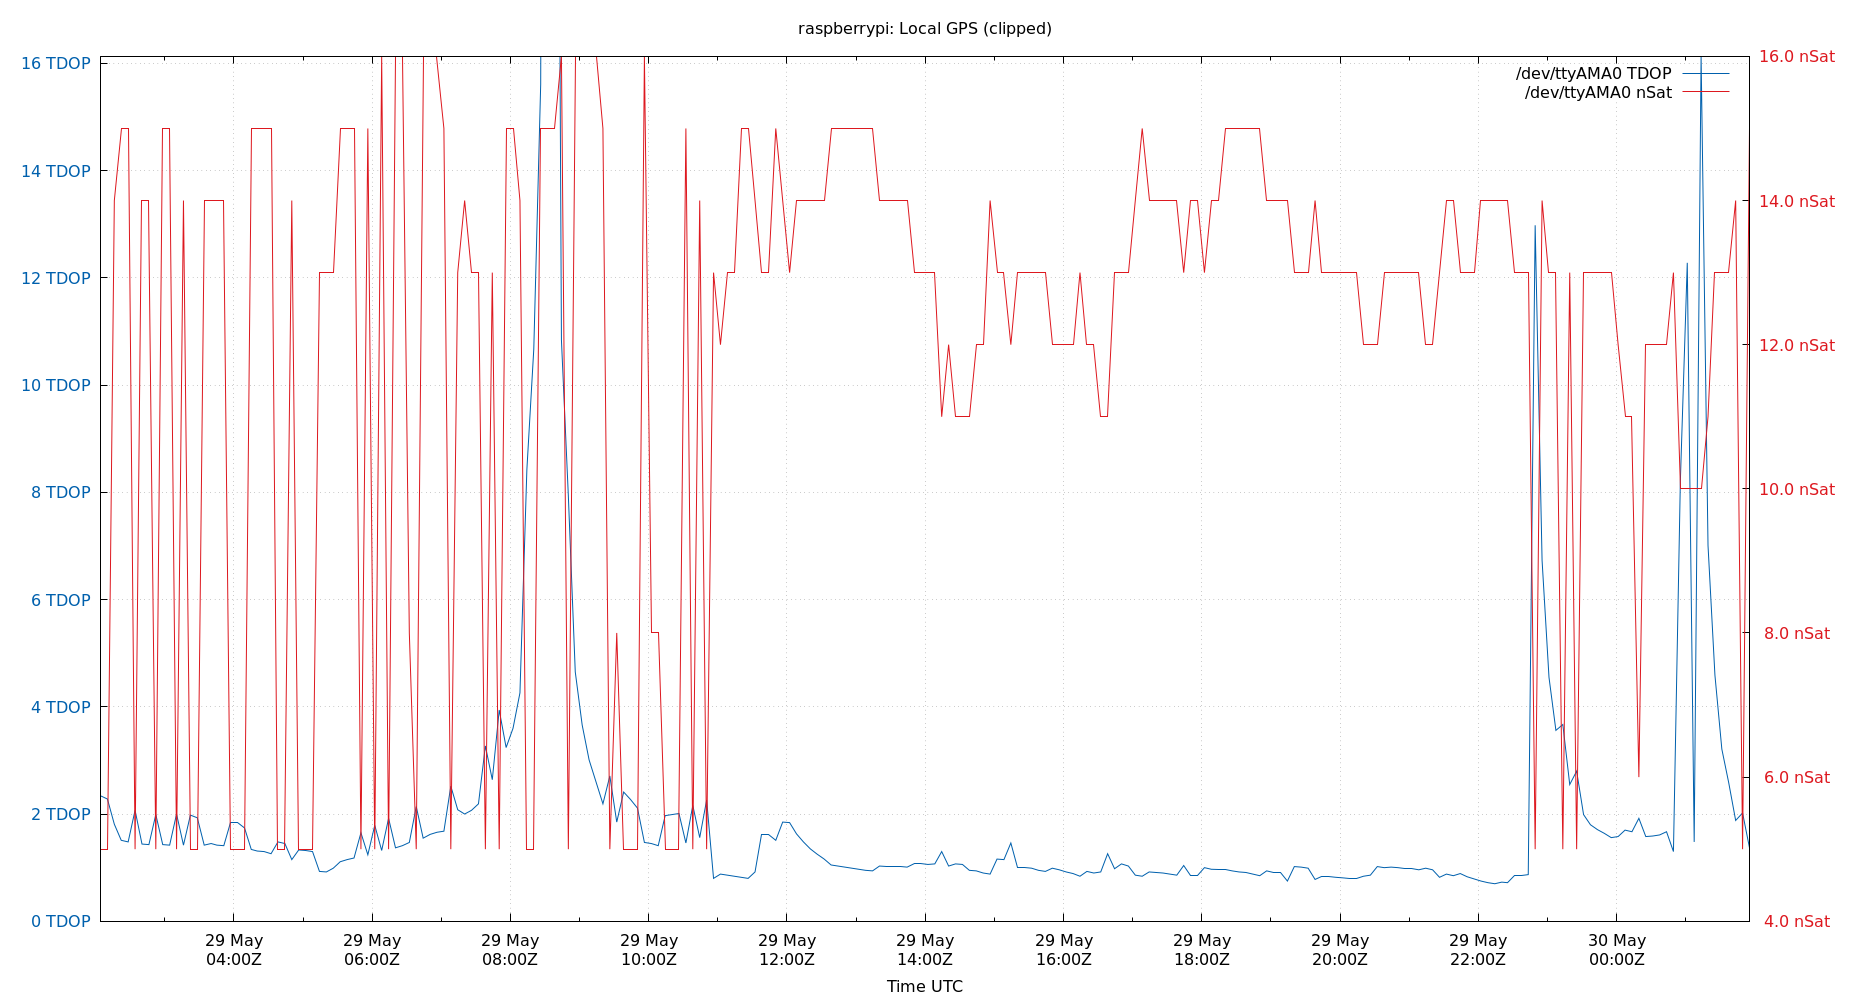 raspberrypi: Local GPS (clipped)
16 TDOP
14 TDOP
12 TDOP
10 TDOP
8 TDOP
6 TDOP
4 TDOP
2 TDOP
0 TDOP
16.0 nSat
14.0 nSat
12.0 nSat
10.0 nSat
8.0 nSat
6.0 nSat
4.0 nSat
/dev/ttyAMA0 TDOP
/dev/ttyAMA0 nSat
29 May
04:00Z
29 May
06:00Z
29 May
08:00Z
29 May
10:00Z
29 May
12:00Z
29 May
14:00Z
29 May
16:00Z
29 May
18:00Z
29 May
20:00Z
29 May
22:00Z
30 May
00:00Z
Time UTC